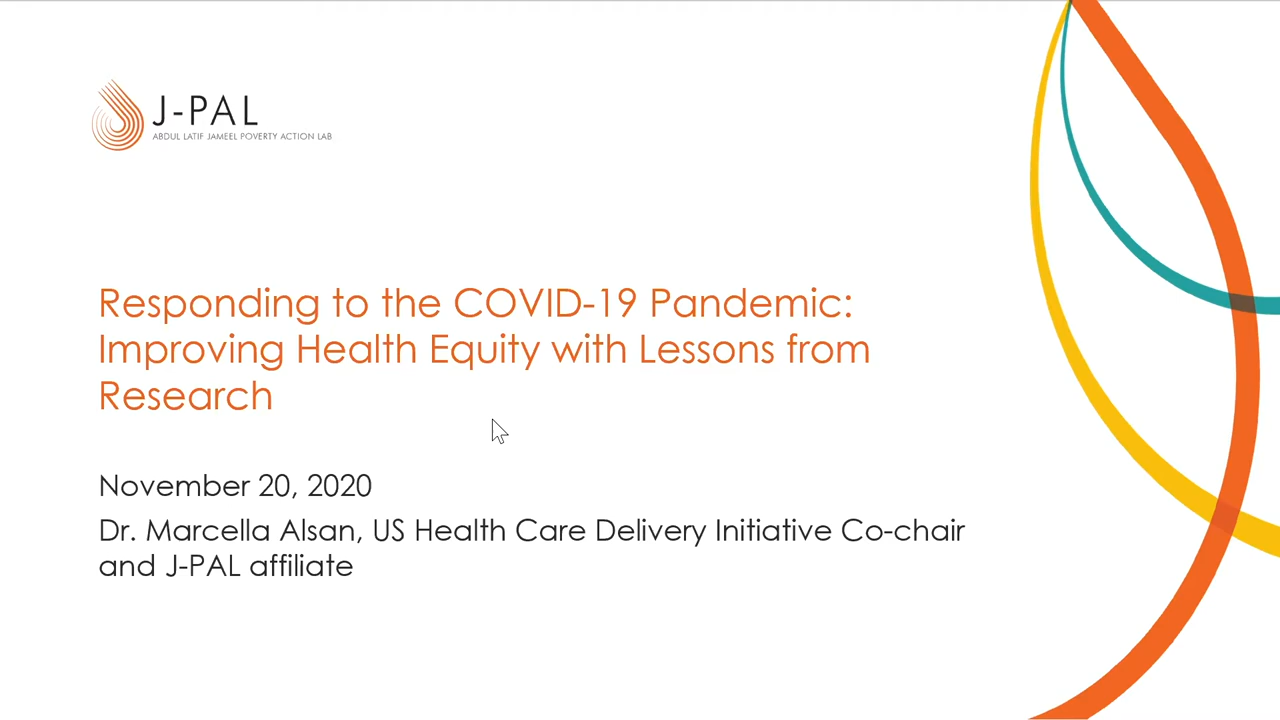 J-PAL
ABDUL LATIF JAMEEL POVERTY ACTION LAB
Responding to the COVID-19 Pandemic:
Improving Health Equity with Lessons from
Research
November 20, 2020
Dr. Marcella Alsan, US Health Care Delivery Initiative Co-chair
and J-PAL affiliate